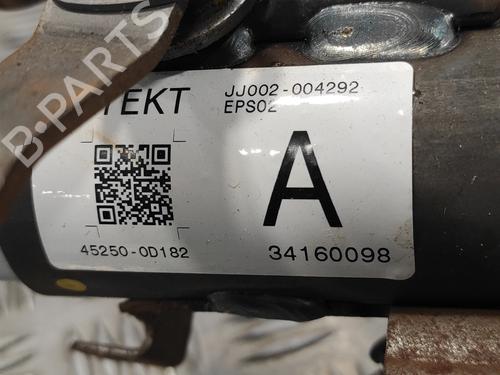 TEKT
JJ002-004292
EPS02
A
45250-0D182
34160098
B-PARTS